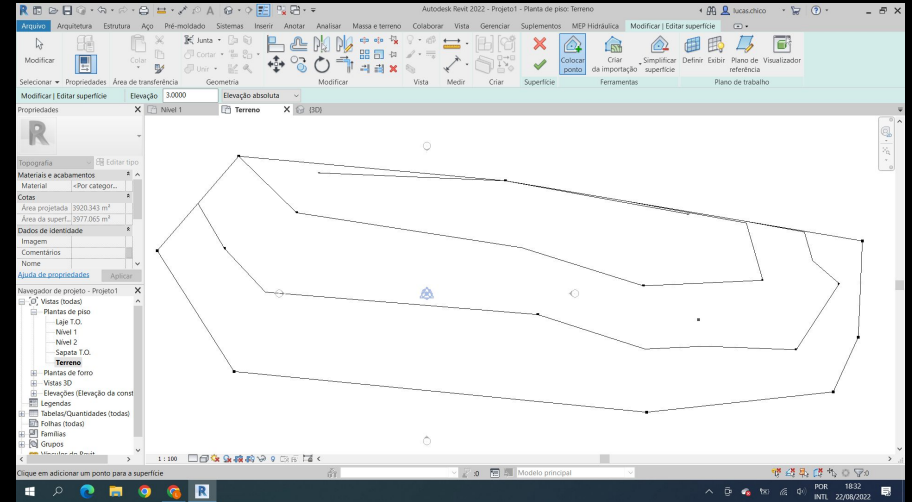 Autodesk Revit 2022 - Projeto1 - Planta de piso: Terreno
lucas.chico
Arquivo Arquitetura Estrutura Aço Pré-moldado Sistemas Inserir Anotar Analisar Massa e terreno Colaborar Vista Gerenciar Suplementos MEP Hidráulica Modificar | Editar superfície
Modificar
Colar
Junta
Cortar
Unir
Colocar ponto
Criar da importação
Simplificar superfície
Definir
Exibir
Plano de referência
Visualizador
Selecionar Propriedades Área de transferência Geometria Modificar Vista Medir Criar Superfície Ferramentas Plano de trabalho
Modificar | Editar superfície Elevação 3.0000 Elevação absoluta
Propriedades
Nível 1 Terreno {3D}
Topografia Editar tipo
Materiais e acabamentos
Material <Por categor...
Cotas
Área projetada 3920.343 m²
Área da superf... 3977.065 m²
Dados de identidade
Imagem
Comentários
Nome
Ajuda de propriedades Aplicar
Navegador de projeto - Projeto1
Vistas (todas)
Plantas de piso
Laje T.O.
Nível 1
Nível 2
Sapata T.O.
Terreno
Plantas de forro
Vistas 3D
Elevações (Elevação da const
Legendas
Tabelas/Quantidades (todas)
Folhas (todas)
Famílias
Grupos
Vínculos do Revit
1 : 100
Clique em adicionar um ponto para a superfície
:0
Modelo principal
:0
POR 18:32
INTL 22/08/2022